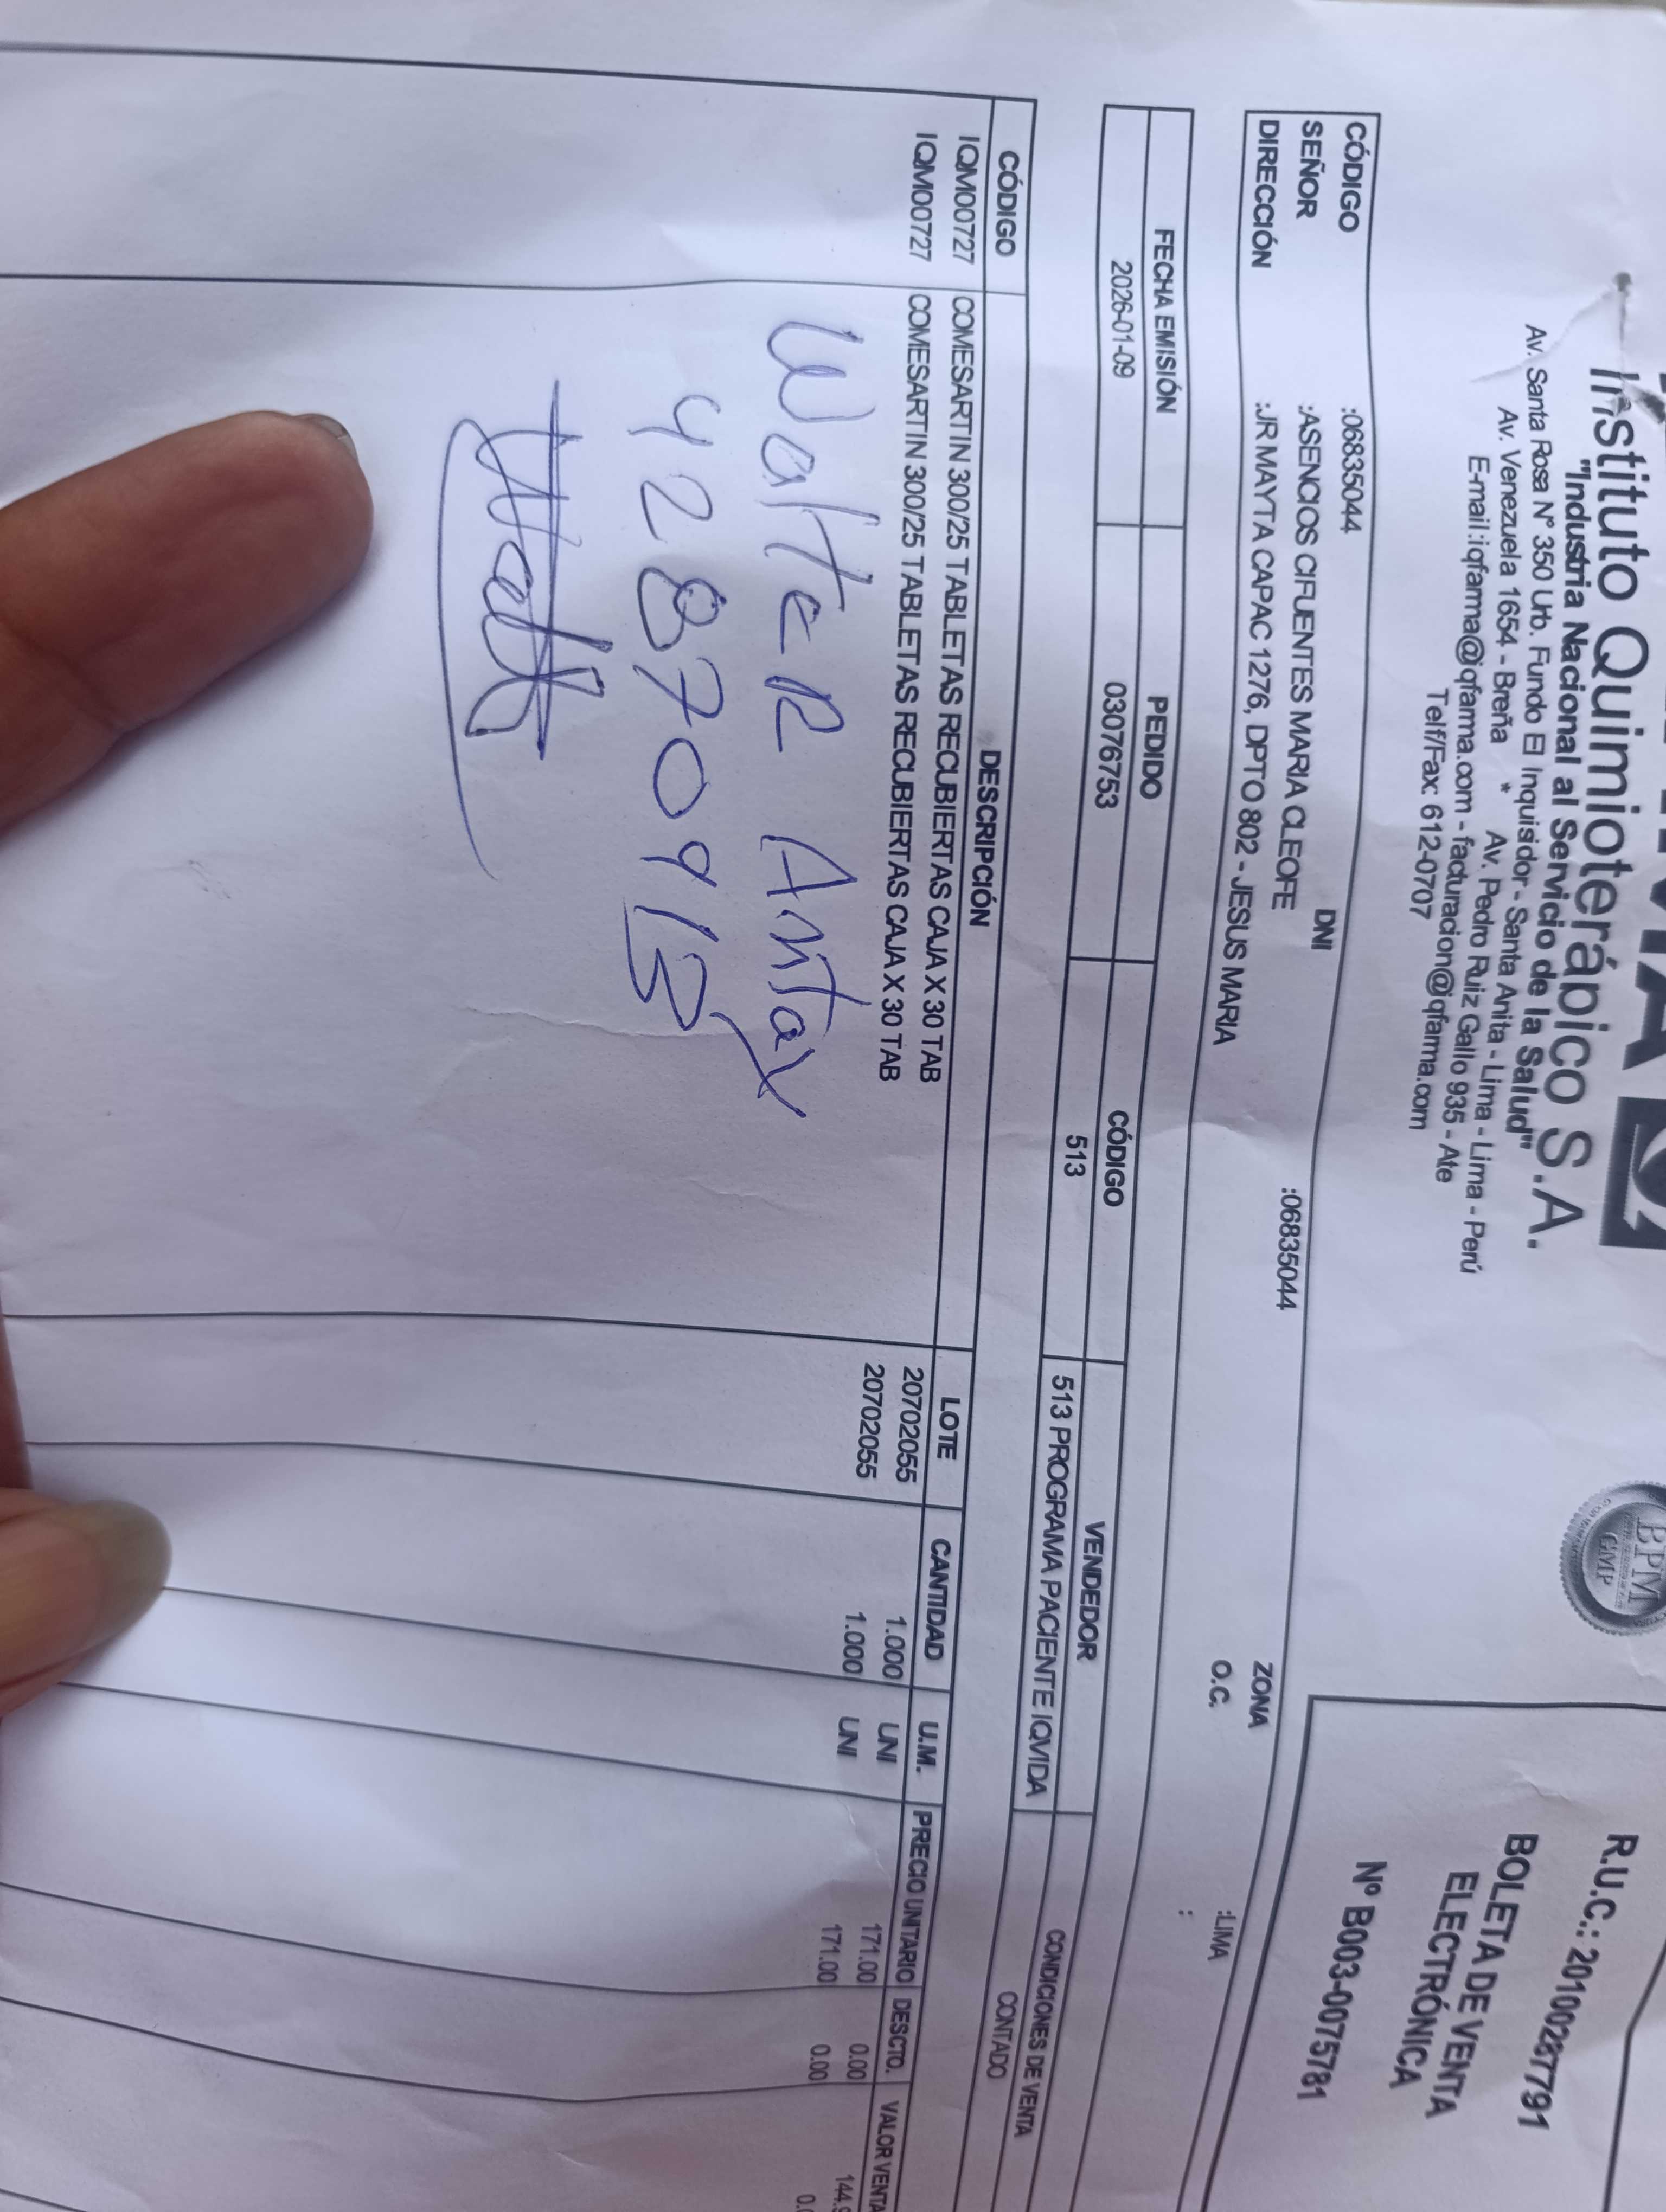 Instituto Quimioterápico S.A.
"Industria Nacional al Servicio de la Salud"
Av. Santa Rosa N° 350 Urb. Fundo El Inquisidor - Santa Anita - Lima - Lima - Perú
Av. Venezuela 1654 - Breña * Av. Pedro Ruiz Gallo 935 - Ate
E-mail:iqfarma@iqfarma.com - facturacion@iqfarma.com
Telf/Fax: 612-0707
BPM
GMP
R.U.C.: 20100287791
BOLETA DE VENTA
ELECTRÓNICA
Nº B003-0075781
CÓDIGO :06835044 DNI :06835044 ZONA :LIMA
SEÑOR :ASENCIOS CIFUENTES MARIA CLEOFE O.C. :
DIRECCIÓN :JR MAYTA CAPAC 1276, DPTO 802 - JESUS MARIA
FECHA EMISIÓN PEDIDO CÓDIGO VENDEDOR CONDICIONES DE VENTA
2026-01-09 03076753 513 513 PROGRAMA PACIENTE IQVIDA CONTADO
CÓDIGO DESCRIPCIÓN LOTE CANTIDAD U.M. PRECIO UNITARIO DESCTO. VALOR VENTA
IQM00727 COMESARTIN 300/25 TABLETAS RECUBIERTAS CAJA X 30 TAB 20702055 1.000 UNI 171.00 0.00
IQM00727 COMESARTIN 300/25 TABLETAS RECUBIERTAS CAJA X 30 TAB 20702055 1.000 UNI 171.00 0.00
Walter Antay